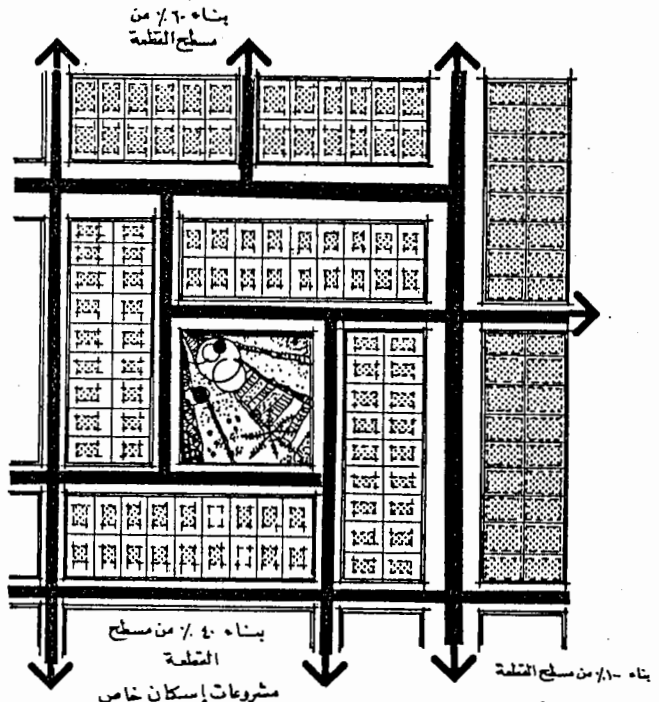 بناء ٦٠ ٪ من
مسطح القطعة
بناء ٤٠ ٪ من مسطح
القطعة
مشروعات إسكان خاص
بناء ١٠٠٪ من مسطح القطعة